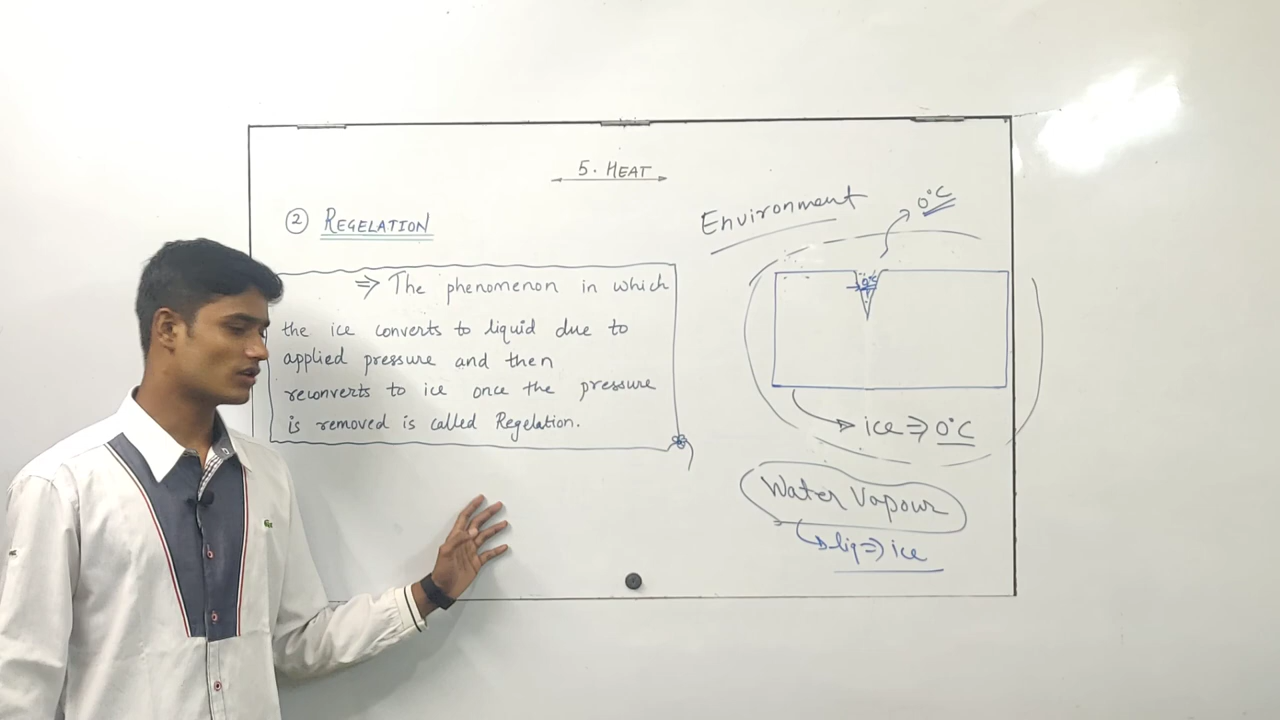 5. HEAT
② REGELATION
⇒ The phenomenon in which
the ice converts to liquid due to
applied pressure and then
reconverts to ice once the pressure
is removed is called Regelation.
Environment
0°C
0°C
ice ⇒ 0°C
Water Vapour
liq ⇒ ice